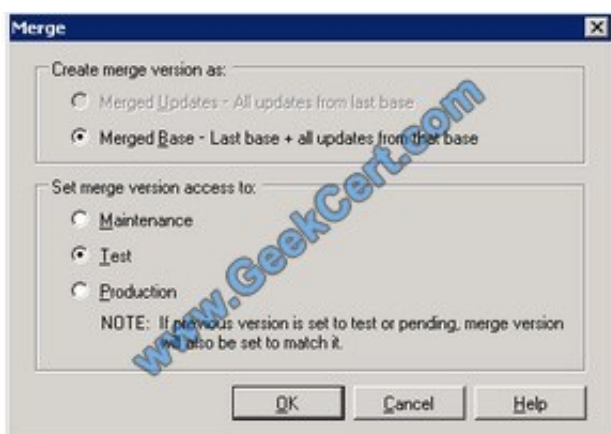 Merge
Create merge version as:
Merged Updates - All updates from last base
Merged Base - Last base + all updates from that base
Set merge version access to:
Maintenance
Test
Production
NOTE: If previous version is set to test or pending, merge version
will also be set to match it.
OK Cancel Help
www.GeekCert.com